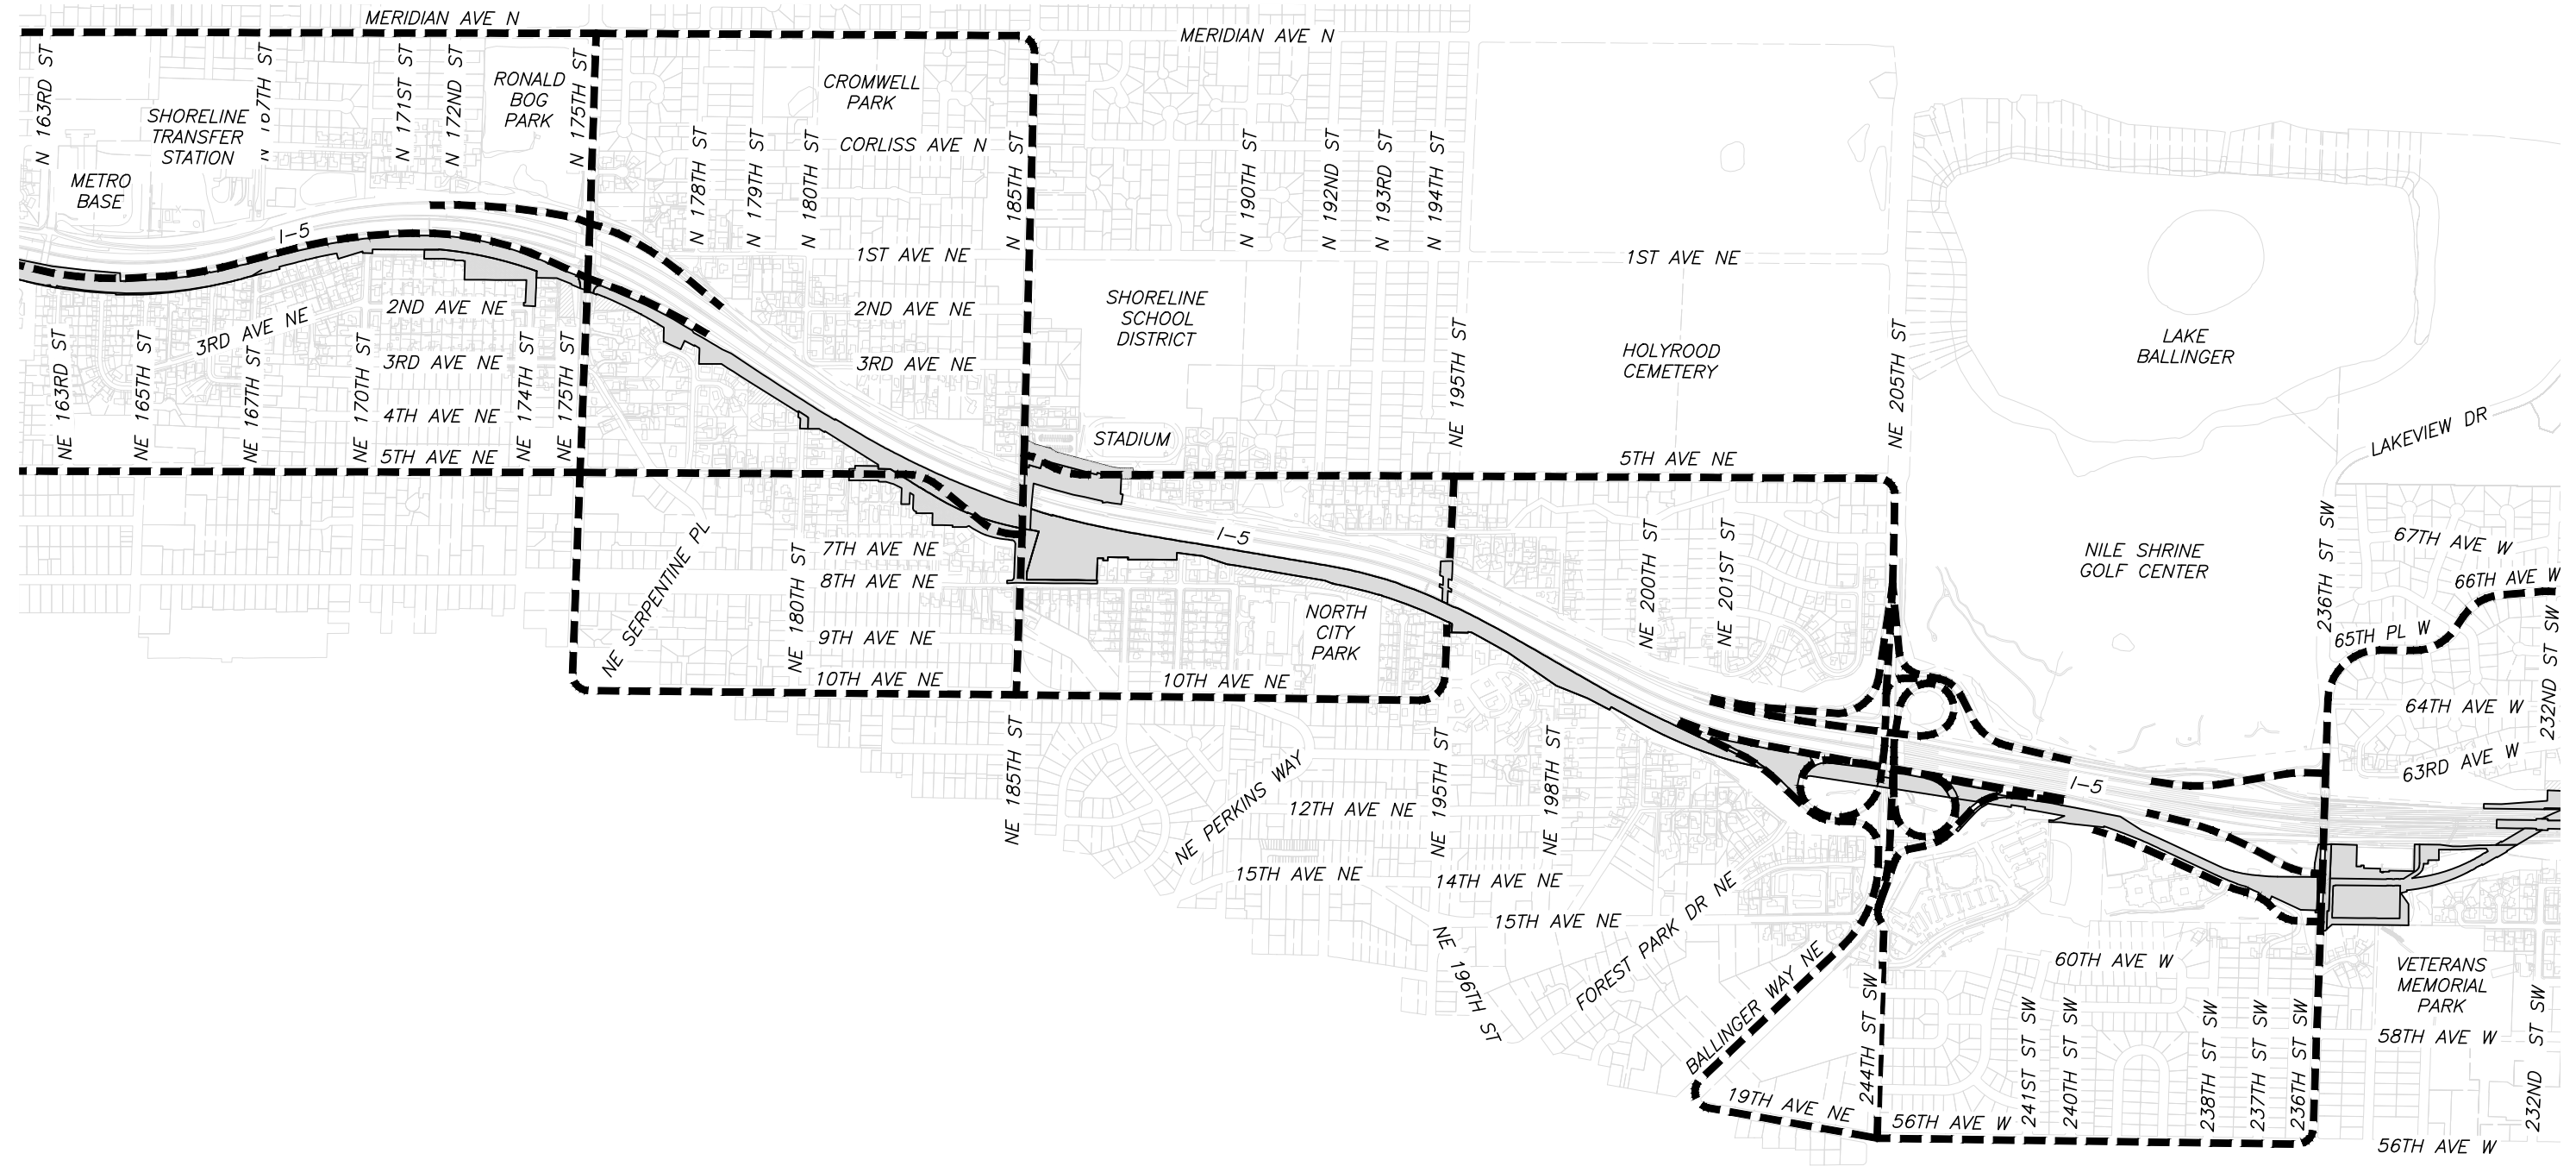 MERIDIAN AVE N
MERIDIAN AVE N
N 163RD ST
SHORELINE
TRANSFER
STATION
N 167TH ST
N 171ST ST
N 172ND ST
RONALD
BOG
PARK
N 175TH ST
CROMWELL
PARK
METRO
BASE
N 178TH ST
N 179TH ST
N 180TH ST
CORLISS AVE N
N 185TH ST
N 190TH ST
N 192ND ST
N 193RD ST
N 194TH ST
I-5
1ST AVE NE
1ST AVE NE
2ND AVE NE
2ND AVE NE
3RD AVE NE
3RD AVE NE
3RD AVE NE
4TH AVE NE
5TH AVE NE
NE 163RD ST
NE 165TH ST
NE 167TH ST
NE 170TH ST
NE 174TH ST
NE 175TH ST
SHORELINE
SCHOOL
DISTRICT
STADIUM
NE 195TH ST
HOLYROOD
CEMETERY
NE 205TH ST
LAKE
BALLINGER
LAKEVIEW DR
5TH AVE NE
NE SERPENTINE PL
NE 180TH ST
7TH AVE NE
8TH AVE NE
9TH AVE NE
10TH AVE NE
I-5
10TH AVE NE
NORTH
CITY
PARK
NE 200TH ST
NE 201ST ST
NILE SHRINE
GOLF CENTER
236TH ST SW
67TH AVE W
66TH AVE W
65TH PL W
64TH AVE W
63RD AVE W
232ND ST SW
NE 185TH ST
NE PERKINS WAY
12TH AVE NE
15TH AVE NE
NE 195TH ST
NE 198TH ST
14TH AVE NE
15TH AVE NE
NE 196TH ST
FOREST PARK DR NE
BALLINGER WAY NE
19TH AVE NE
244TH ST SW
I-5
60TH AVE W
241ST ST SW
240TH ST SW
238TH ST SW
237TH ST SW
236TH ST SW
56TH AVE W
VETERANS
MEMORIAL
PARK
58TH AVE W
232ND ST SW
56TH AVE W